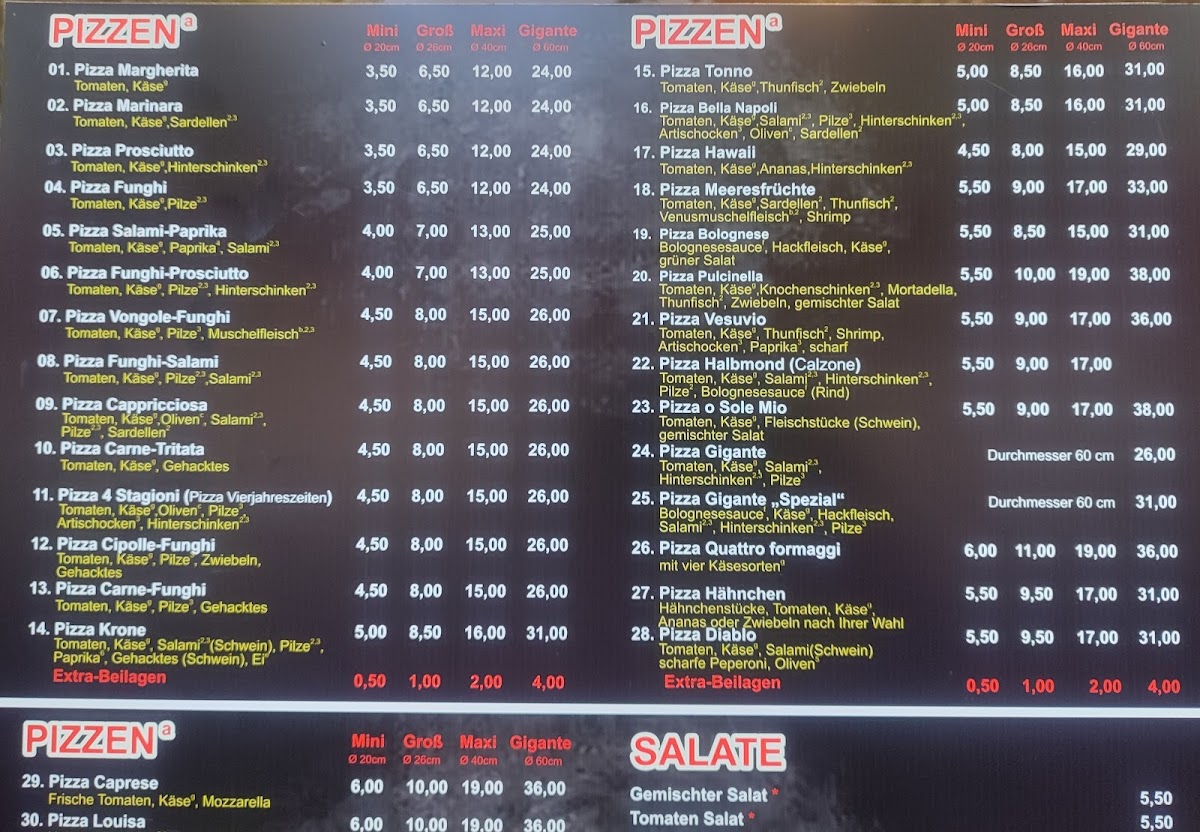 PIZZEN a
Mini Groß Maxi Gigante
Ø 20cm Ø 26cm Ø 40cm Ø 60cm
01. Pizza Margherita 3,50 6,50 12,00 24,00
Tomaten, Käse9
02. Pizza Marinara 3,50 6,50 12,00 24,00
Tomaten, Käse9,Sardellen2,3
03. Pizza Prosciutto 3,50 6,50 12,00 24,00
Tomaten, Käse9,Hinterschinken2,3
04. Pizza Funghi 3,50 6,50 12,00 24,00
Tomaten, Käse9,Pilze2,3
05. Pizza Salami-Paprika 4,00 7,00 13,00 25,00
Tomaten, Käse9, Paprika4, Salami2,3
06. Pizza Funghi-Prosciutto 4,00 7,00 13,00 25,00
Tomaten, Käse9, Pilze2,3, Hinterschinken2,3
07. Pizza Vongole-Funghi 4,50 8,00 15,00 26,00
Tomaten, Käse9, Pilze3, Muschelfleischb,2,3
08. Pizza Funghi-Salami 4,50 8,00 15,00 26,00
Tomaten, Käse9, Pilze2,3,Salami2,3
09. Pizza Cappricciosa 4,50 8,00 15,00 26,00
Tomaten, Käse9,Olivenc, Salami2,3,
Pilze2,3, Sardellen2
10. Pizza Carne-Tritata 4,50 8,00 15,00 26,00
Tomaten, Käse9, Gehacktes
11. Pizza 4 Stagioni (Pizza Vierjahreszeiten) 4,50 8,00 15,00 26,00
Tomaten, Käse9,Olivenc, Pilze3,
Artischocken3, Hinterschinken2,3
12. Pizza Cipolle-Funghi 4,50 8,00 15,00 26,00
Tomaten, Käse9, Pilze3, Zwiebeln,
Gehacktes
13. Pizza Carne-Funghi 4,50 8,00 15,00 26,00
Tomaten, Käse9, Pilze3, Gehacktes
14. Pizza Krone 5,00 8,50 16,00 31,00
Tomaten, Käse9, Salami2,3(Schwein), Pilze2,3,
Paprika6, Gehacktes (Schwein), Ei
Extra-Beilagen 0,50 1,00 2,00 4,00
PIZZEN a
Mini Groß Maxi Gigante
Ø 20cm Ø 26cm Ø 40cm Ø 60cm
15. Pizza Tonno 5,00 8,50 16,00 31,00
Tomaten, Käse9,Thunfisch2, Zwiebeln
16. Pizza Bella Napoli 5,00 8,50 16,00 31,00
Tomaten, Käse9,Salami2,3, Pilze3, Hinterschinken2,3,
Artischocken3, Olivenc, Sardellen2
17. Pizza Hawaii 4,50 8,00 15,00 29,00
Tomaten, Käse9,Ananas,Hinterschinken2,3
18. Pizza Meeresfrüchte 5,50 9,00 17,00 33,00
Tomaten, Käse9,Sardellen2, Thunfisch2,
Venusmuschelfleischb,2, Shrimp
19. Pizza Bolognese 5,50 8,50 15,00 31,00
Bolognesesauce, Hackfleisch, Käse9,
grüner Salat
20. Pizza Pulcinella 5,50 10,00 19,00 38,00
Tomaten, Käse9,Knochenschinken2,3, Mortadella,
Thunfisch2, Zwiebeln, gemischter Salat
21. Pizza Vesuvio 5,50 9,00 17,00 36,00
Tomaten, Käse9, Thunfisch2, Shrimp,
Artischocken3, Paprika, scharf
22. Pizza Halbmond (Calzone) 5,50 9,00 17,00
Tomaten, Käse9, Salami2,3, Hinterschinken2,3,
Pilze2, Bolognesesauce (Rind)
23. Pizza o Sole Mio 5,50 9,00 17,00 38,00
Tomaten, Käse9, Fleischstücke (Schwein),
gemischter Salat
24. Pizza Gigante Durchmesser 60 cm 26,00
Tomaten, Käse9, Salami2,3,
Hinterschinken2,3, Pilze3
25. Pizza Gigante „Spezial“ Durchmesser 60 cm 31,00
Bolognesesauce, Käse9, Hackfleisch,
Salami2,3, Hinterschinken2,3, Pilze3
26. Pizza Quattro formaggi 6,00 11,00 19,00 36,00
mit vier Käsesorten9
27. Pizza Hähnchen 5,50 9,50 17,00 31,00
Hähnchenstücke, Tomaten, Käse9,
Ananas oder Zwiebeln nach Ihrer Wahl
28. Pizza Diablo 5,50 9,50 17,00 31,00
Tomaten, Käse9, Salami(Schwein)
scharfe Peperoni, Oliven
Extra-Beilagen 0,50 1,00 2,00 4,00
PIZZEN a
Mini Groß Maxi Gigante
Ø 20cm Ø 26cm Ø 40cm Ø 60cm
29. Pizza Caprese 6,00 10,00 19,00 36,00
Frische Tomaten, Käse9, Mozzarella
30. Pizza Louisa 6,00 10,00 19,00 36,00
SALATE
Gemischter Salat * 5,50
Tomaten Salat * 5,50